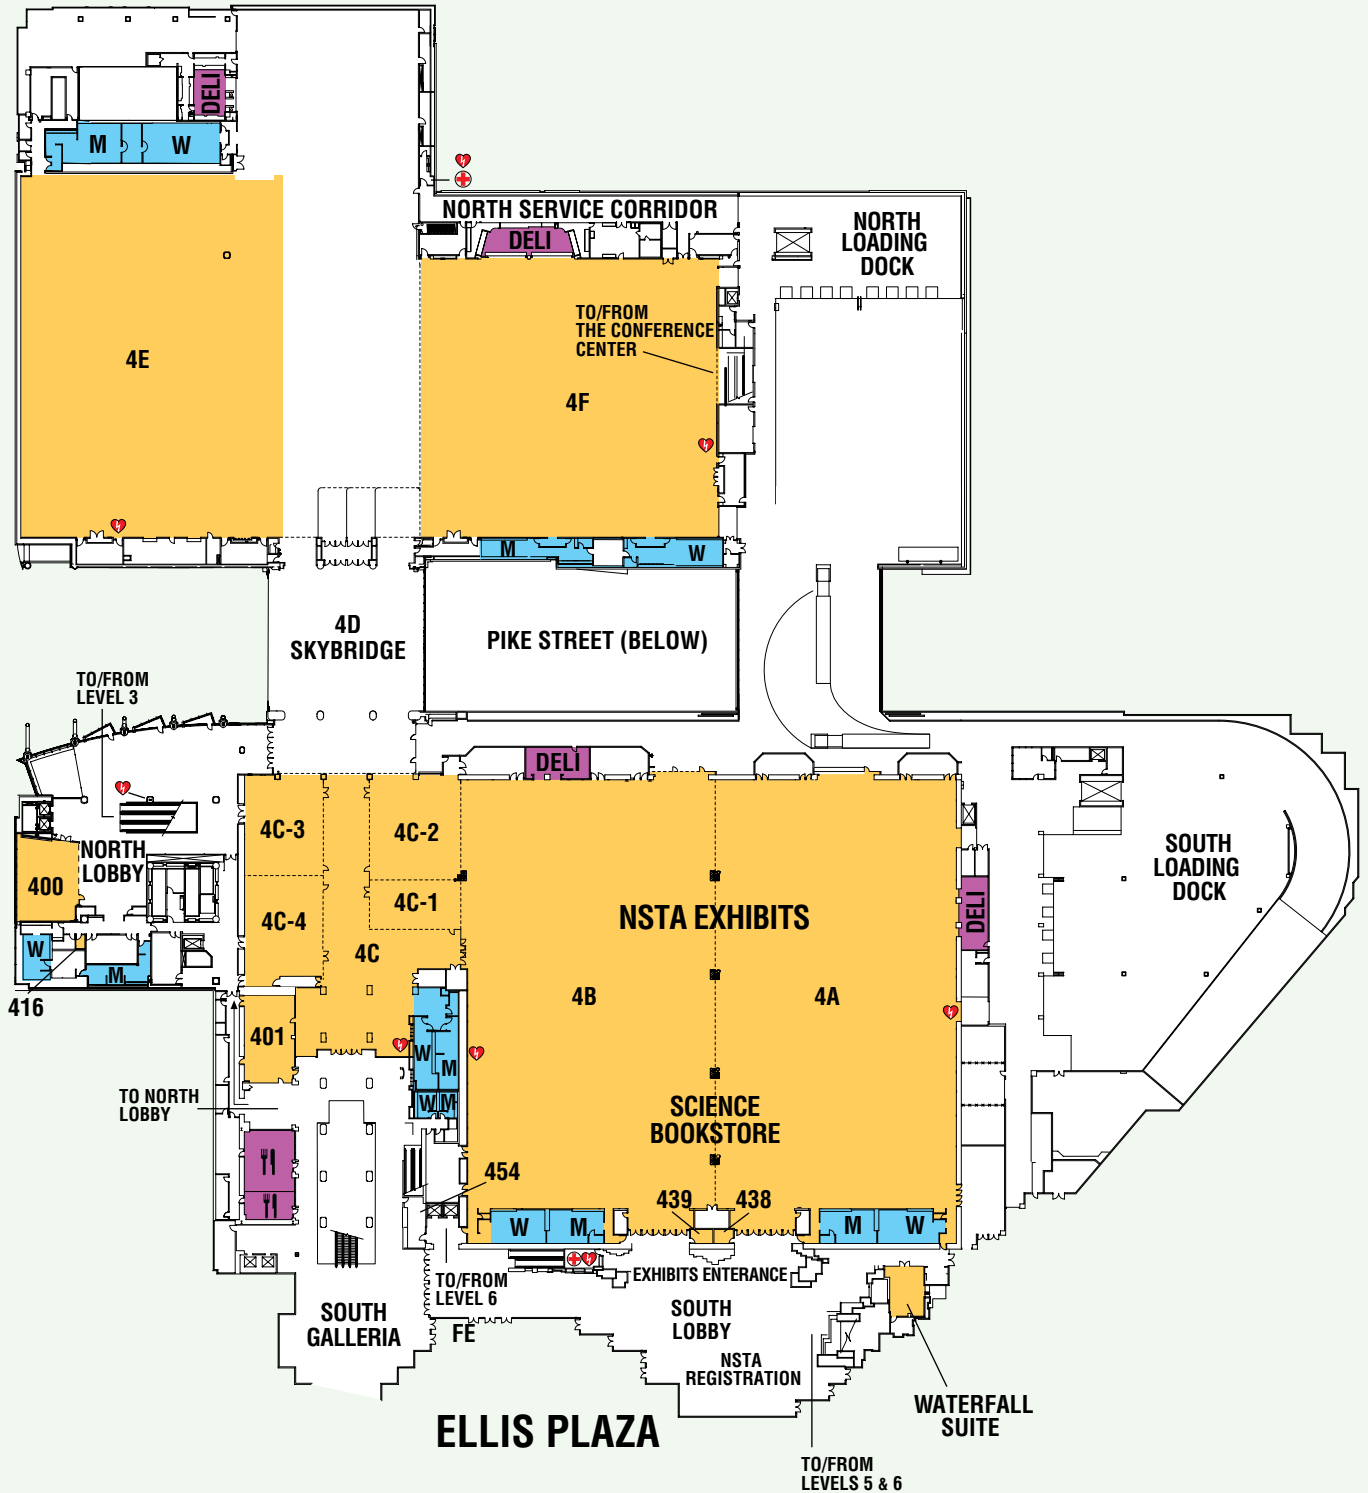 DELI
M
W
NORTH SERVICE CORRIDOR
DELI
NORTH
LOADING
DOCK
TO/FROM
THE CONFERENCE
CENTER
4E
4F
M
W
4D
SKYBRIDGE
PIKE STREET (BELOW)
TO/FROM
LEVEL 3
DELI
4C-3
4C-2
NORTH
LOBBY
400
4C-1
4C-4
4C
NSTA EXHIBITS
DELI
SOUTH
LOADING
DOCK
W
M
416
4B
4A
401
W
M
W
M
TO NORTH
LOBBY
SCIENCE
BOOKSTORE
454
439
438
W
M
M
W
TO/FROM
LEVEL 6
EXHIBITS ENTERANCE
SOUTH
GALLERIA
FE
SOUTH
LOBBY
NSTA
REGISTRATION
WATERFALL
SUITE
ELLIS PLAZA
TO/FROM
LEVELS 5 & 6